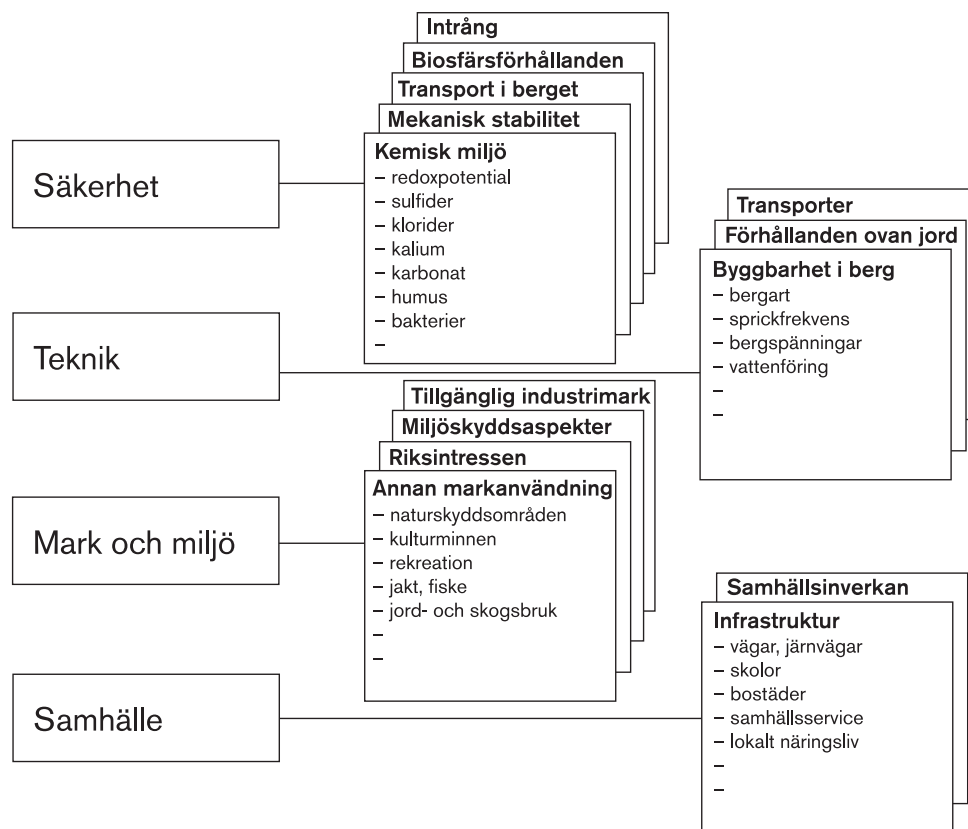 Säkerhet
Intrång
Biosfärsförhållanden
Transport i berget
Mekanisk stabilitet
Kemisk miljö
– redoxpotential
– sulfider
– klorider
– kalium
– karbonat
– humus
– bakterier
–
Teknik
Transporter
Förhållanden ovan jord
Byggbarhet i berg
– bergart
– sprickfrekvens
– bergspänningar
– vattenföring
–
–
Mark och miljö
Tillgänglig industrimark
Miljöskyddsaspekter
Riksintressen
Annan markanvändning
– naturskyddsområden
– kulturminnen
– rekreation
– jakt, fiske
– jord- och skogsbruk
–
–
Samhälle
Samhällsinverkan
Infrastruktur
– vägar, järnvägar
– skolor
– bostäder
– samhällsservice
– lokalt näringsliv
–
–